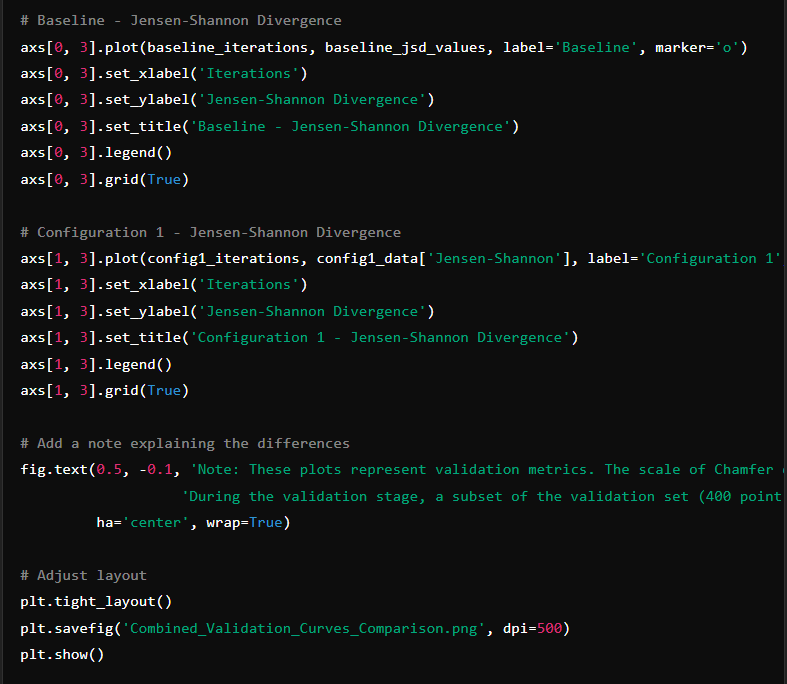 # Baseline - Jensen-Shannon Divergence
axs[0, 3].plot(baseline_iterations, baseline_jsd_values, label='Baseline', marker='o')
axs[0, 3].set_xlabel('Iterations')
axs[0, 3].set_ylabel('Jensen-Shannon Divergence')
axs[0, 3].set_title('Baseline - Jensen-Shannon Divergence')
axs[0, 3].legend()
axs[0, 3].grid(True)
# Configuration 1 - Jensen-Shannon Divergence
axs[1, 3].plot(config1_iterations, config1_data['Jensen-Shannon'], label='Configuration 1'
axs[1, 3].set_xlabel('Iterations')
axs[1, 3].set_ylabel('Jensen-Shannon Divergence')
axs[1, 3].set_title('Configuration 1 - Jensen-Shannon Divergence')
axs[1, 3].legend()
axs[1, 3].grid(True)
# Add a note explaining the differences
fig.text(0.5, -0.1, 'Note: These plots represent validation metrics. The scale of Chamfer
'During the validation stage, a subset of the validation set (400 point
ha='center', wrap=True)
# Adjust layout
plt.tight_layout()
plt.savefig('Combined_Validation_Curves_Comparison.png', dpi=500)
plt.show()